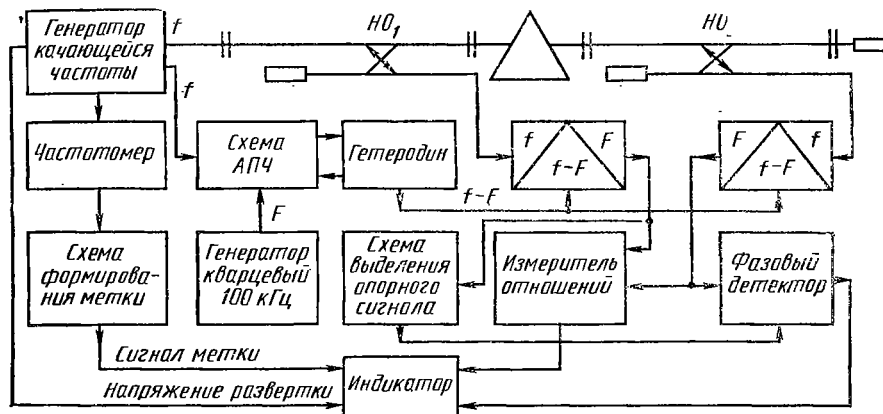 Генератор
качающейся
частоты
f
f
НО₁
НО
Частотомер
Схема
АПЧ
Гетеродин
f
F
f-F
F
f
f-F
f-F
F
Схема
формирова-
ния метки
Генератор
кварцевый
100 кГц
Схема
выделения
опорного
сигнала
Измеритель
отношений
Фазовый
детектор
Сигнал метки
Напряжение развертки
Индикатор